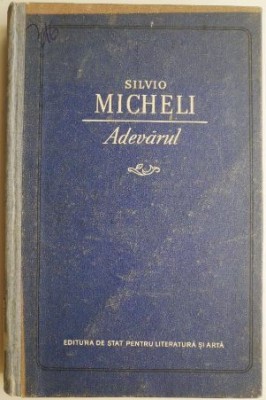 SILVIO
MICHELI
Adevărul
EDITURA DE STAT PENTRU LITERATURĂ ȘI ARTĂ